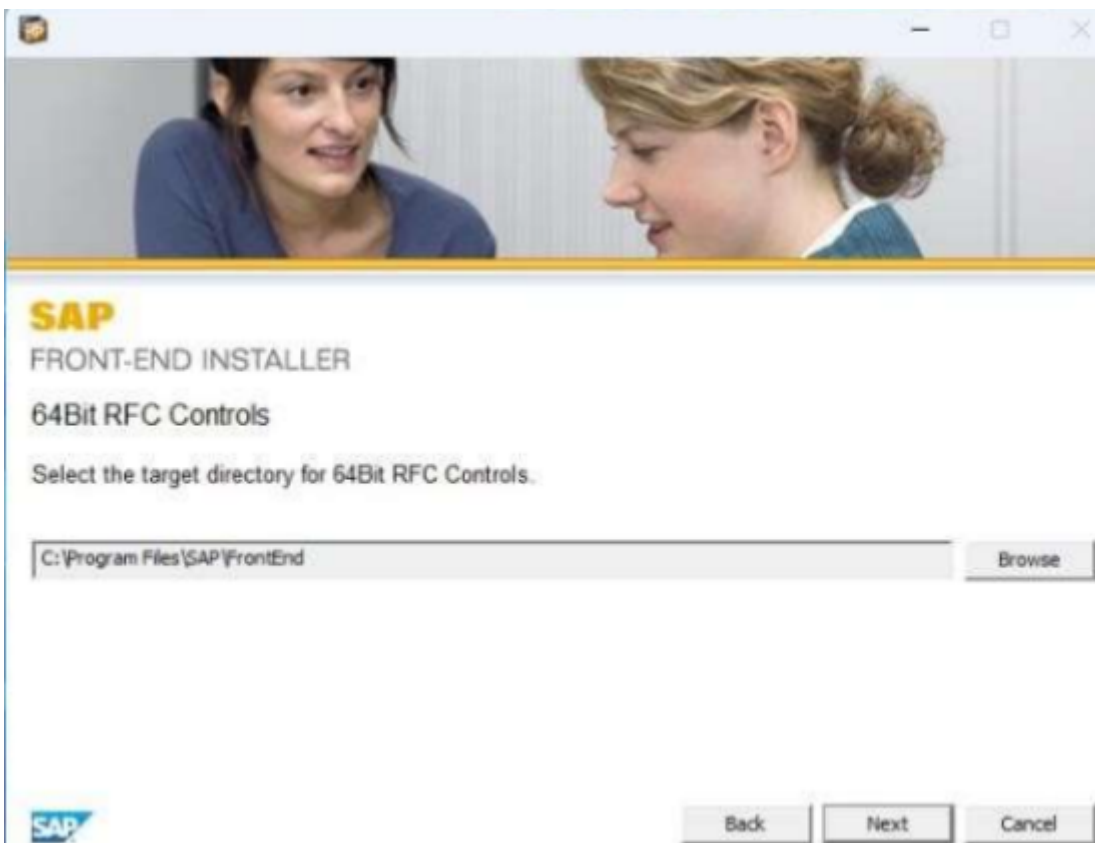 SAP
FRONT-END INSTALLER
64Bit RFC Controls
Select the target directory for 64Bit RFC Controls.
C:\Program Files\SAP\FrontEnd
Browse
SAP
Back
Next
Cancel